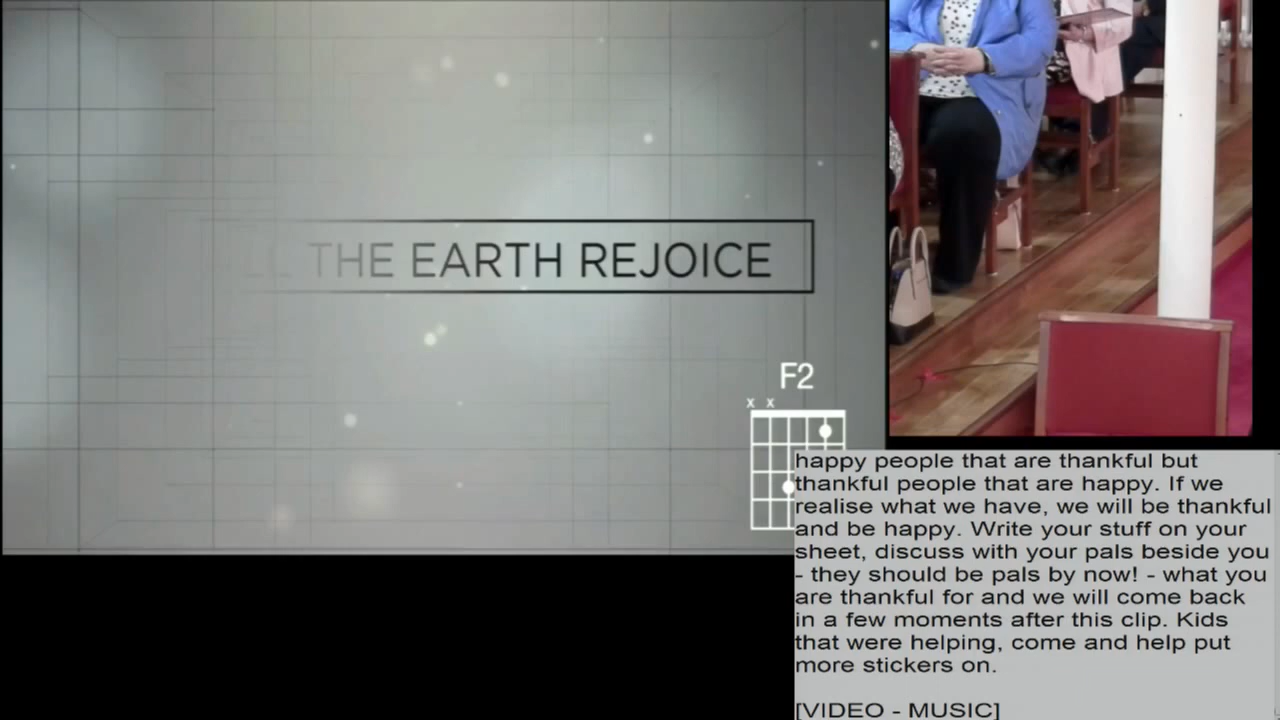 THE EARTH REJOICE
F2
x x
happy people that are thankful but
thankful people that are happy. If we
realise what we have, we will be thankful
and be happy. Write your stuff on your
sheet, discuss with your pals beside you
- they should be pals by now! - what you
are thankful for and we will come back
in a few moments after this clip. Kids
that were helping, come and help put
more stickers on.
[VIDEO - MUSIC]